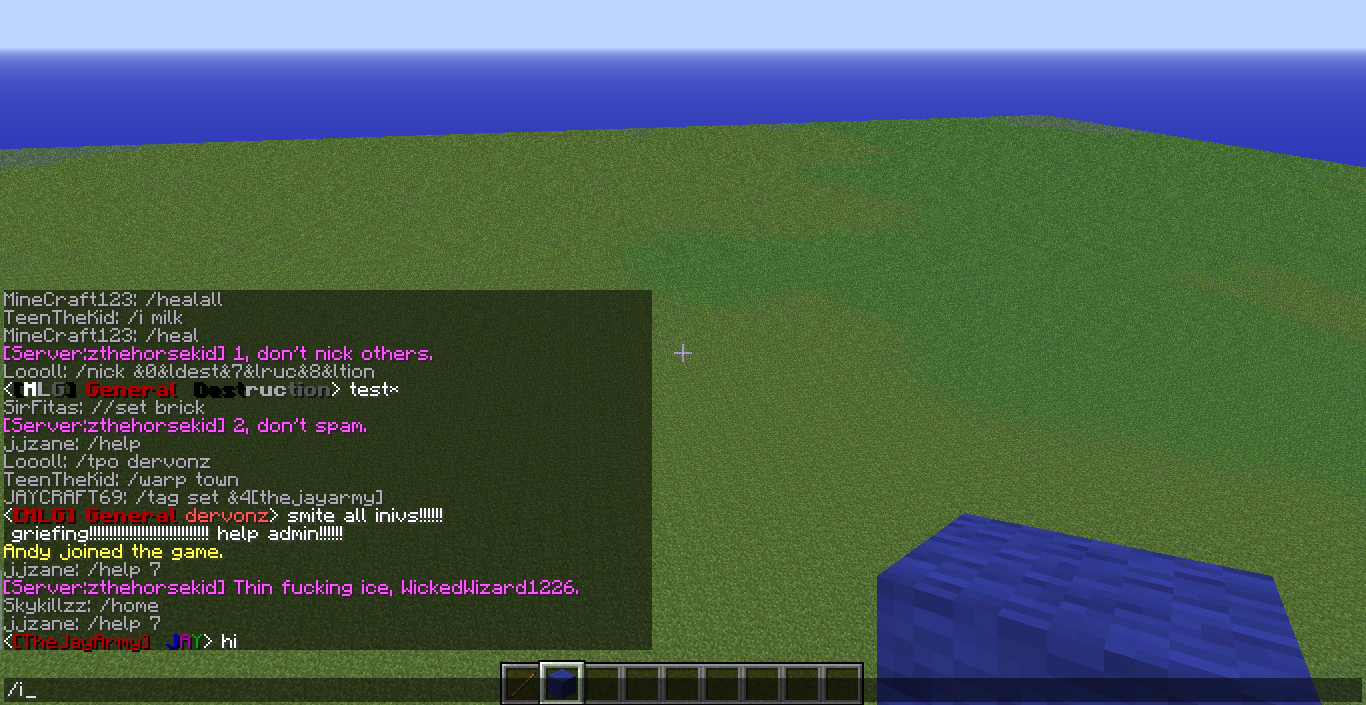 MineCraft123: /healall
TeenTheKid: /i milk
MineCraft123: /heal
[Server:zthehorsekid] 1, don't nick others.
Loooll: /nick &0&ldest&7&lruc&8&ltion
<[MLG] General Destruction> test*
SirFitas: //set brick
[Server:zthehorsekid] 2, don't spam.
jjzane: /help
Loooll: /tpo dervonz
TeenTheKid: /warp town
JAYCRAFT69: /tag set &4[thejayarmy]
<[MLG] General dervonz> smite all inivs!!!!!
griefing!!!!!!!!!!!!!!!!!!!!!!!!!!!!!! help admin!!!!!
Andy joined the game.
jjzane: /help 7
[Server:zthehorsekid] Thin fucking ice, WickedWizard1226.
Skykillzz: /home
jjzane: /help 7
<[TheJayArmy] JAY> hi
/i_